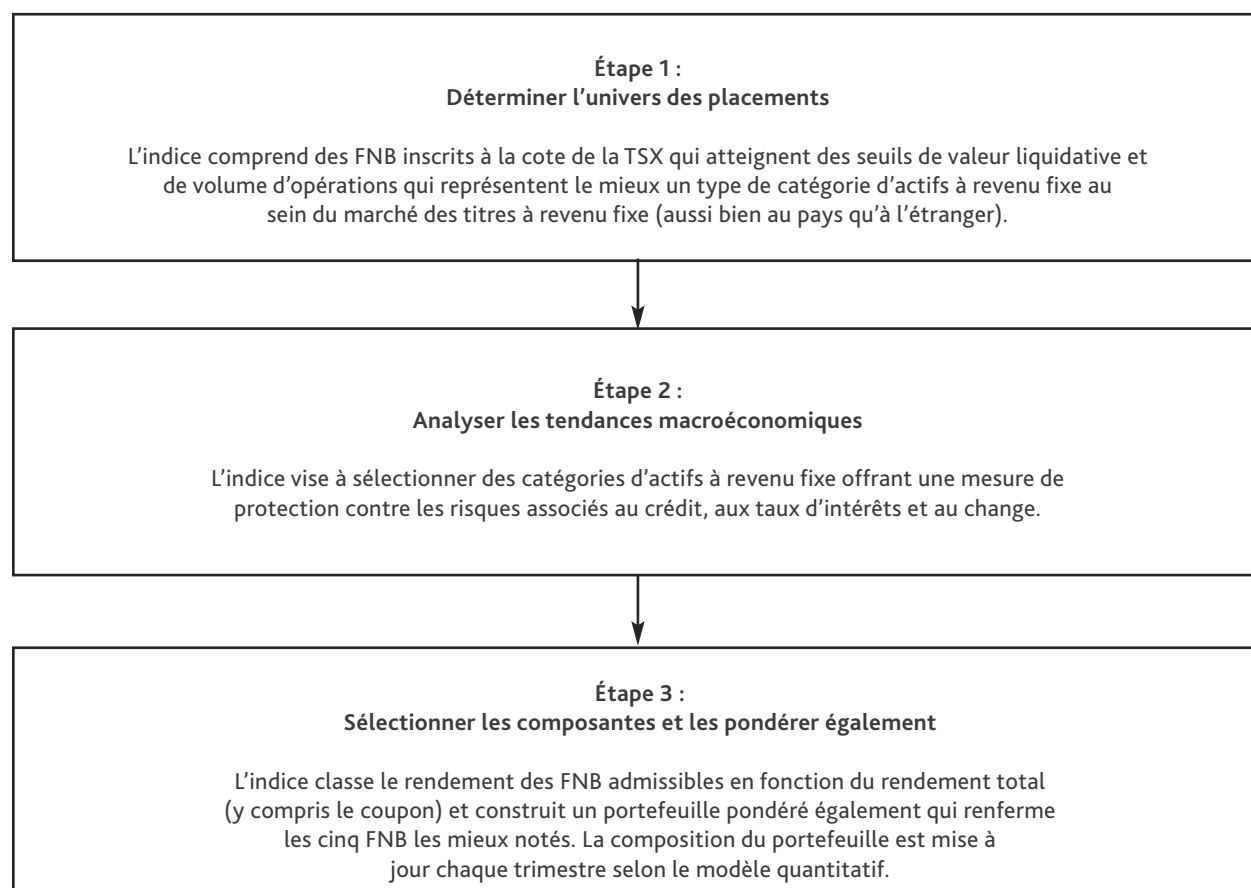 Étape 1 :
Déterminer l’univers des placements
L’indice comprend des FNB inscrits à la cote de la TSX qui atteignent des seuils de valeur liquidative et
de volume d’opérations qui représentent le mieux un type de catégorie d’actifs à revenu fixe au
sein du marché des titres à revenu fixe (aussi bien au pays qu’à l’étranger).
Étape 2 :
Analyser les tendances macroéconomiques
L’indice vise à sélectionner des catégories d’actifs à revenu fixe offrant une mesure de
protection contre les risques associés au crédit, aux taux d’intérêts et au change.
Étape 3 :
Sélectionner les composantes et les pondérer également
L’indice classe le rendement des FNB admissibles en fonction du rendement total
(y compris le coupon) et construit un portefeuille pondéré également qui renferme
les cinq FNB les mieux notés. La composition du portefeuille est mise à
jour chaque trimestre selon le modèle quantitatif.